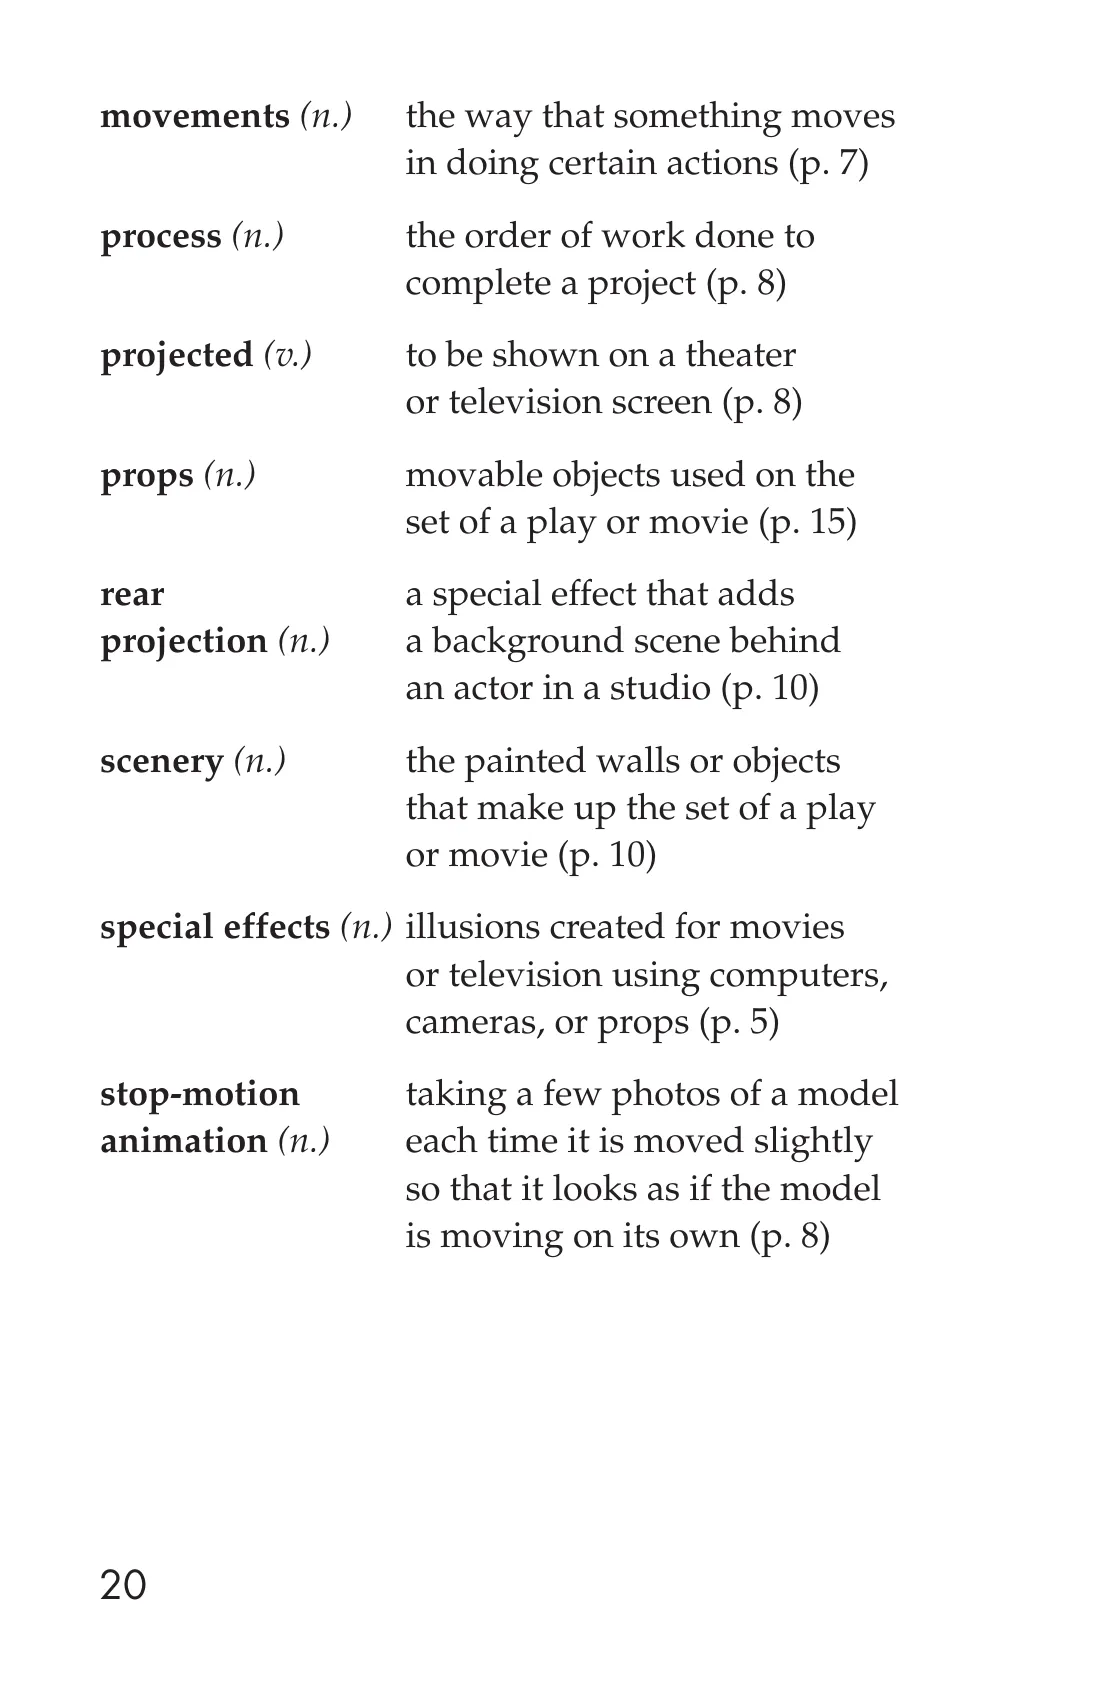 movements (n.) the way that something moves
in doing certain actions (p. 7)
process (n.) the order of work done to
complete a project (p. 8)
projected (v.) to be shown on a theater
or television screen (p. 8)
props (n.) movable objects used on the
set of a play or movie (p. 15)
rear a special effect that adds
projection (n.) a background scene behind
an actor in a studio (p. 10)
scenery (n.) the painted walls or objects
that make up the set of a play
or movie (p. 10)
special effects (n.) illusions created for movies
or television using computers,
cameras, or props (p. 5)
stop-motion taking a few photos of a model
animation (n.) each time it is moved slightly
so that it looks as if the model
is moving on its own (p. 8)
20